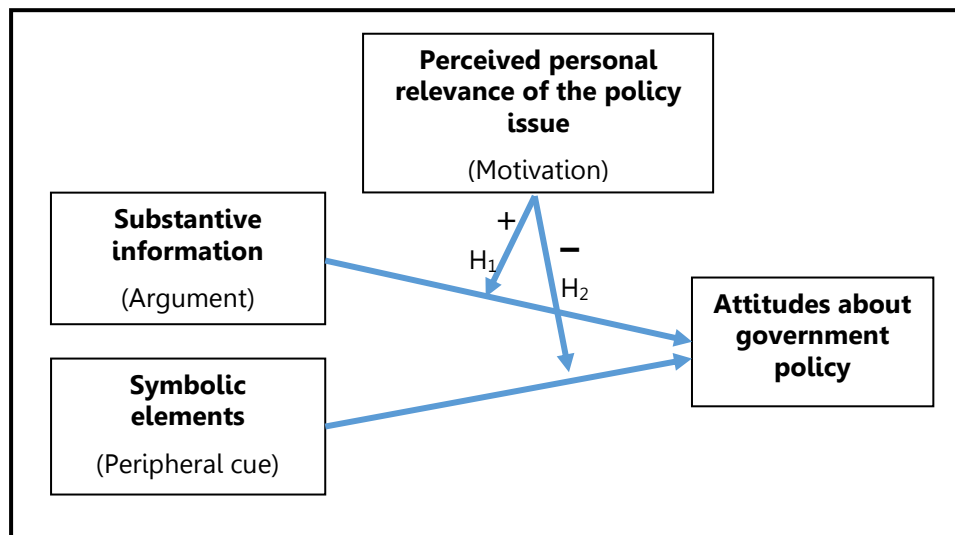 Perceived personal
relevance of the policy
issue
(Motivation)
Substantive
information
(Argument)
+
–
H₁
H₂
Attitudes about
government
policy
Symbolic
elements
(Peripheral cue)